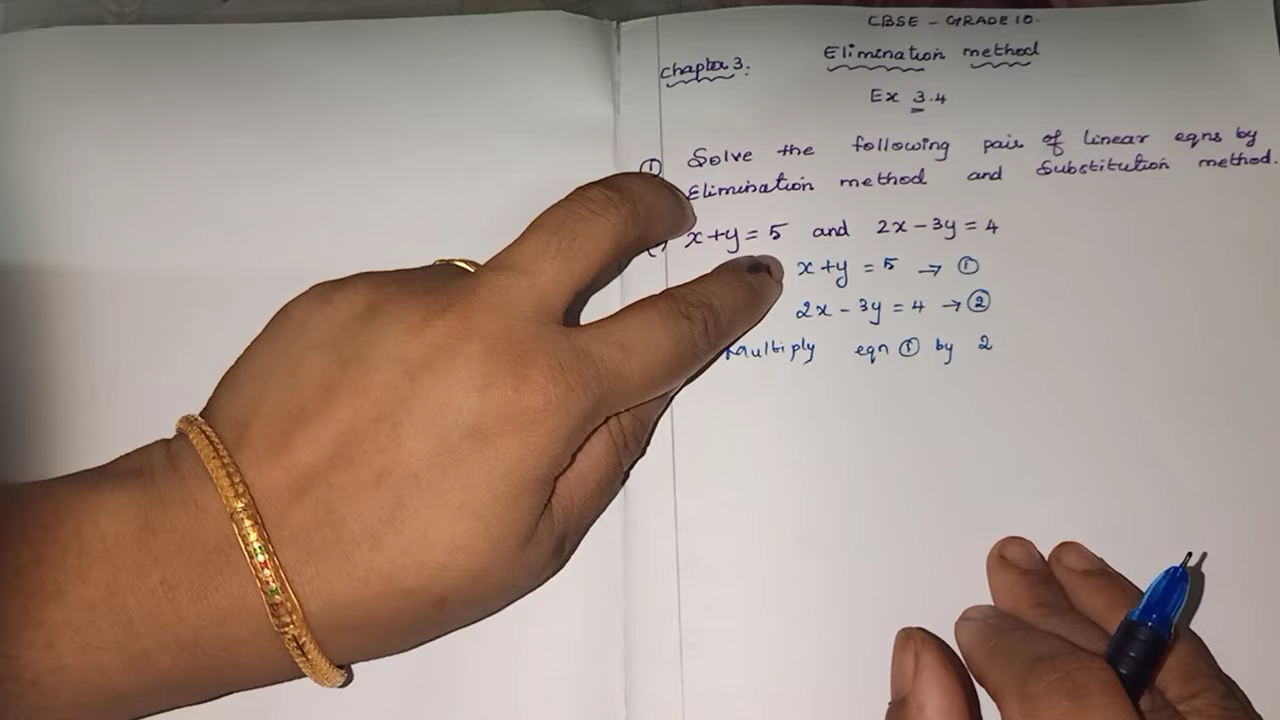 CBSE - GRADE 10.
Chapter 3: Elimination method
Ex 3.4
① Solve the following pair of linear eqns by
Elimination method and Substitution method.
x+y = 5 and 2x - 3y = 4
x+y = 5 → ①
2x - 3y = 4 → ②
Multiply eqn ① by 2